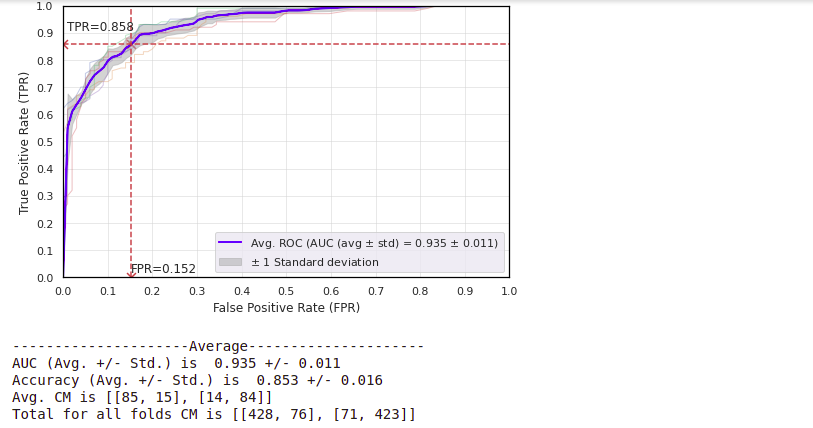 1.0
TPR=0.858
0.9
0.8
0.7
0.6
0.5
0.4
0.3
0.2
0.1
0.0
True Positive Rate (TPR)
Avg. ROC (AUC (avg ± std) = 0.935 ± 0.011)
± 1 Standard deviation
FPR=0.152
0.0 0.1 0.2 0.3 0.4 0.5 0.6 0.7 0.8 0.9 1.0
False Positive Rate (FPR)
---------------------Average---------------------
AUC (Avg. +/- Std.) is  0.935 +/- 0.011
Accuracy (Avg. +/- Std.) is  0.853 +/- 0.016
Avg. CM is [[85, 15], [14, 84]]
Total for all folds CM is [[428, 76], [71, 423]]